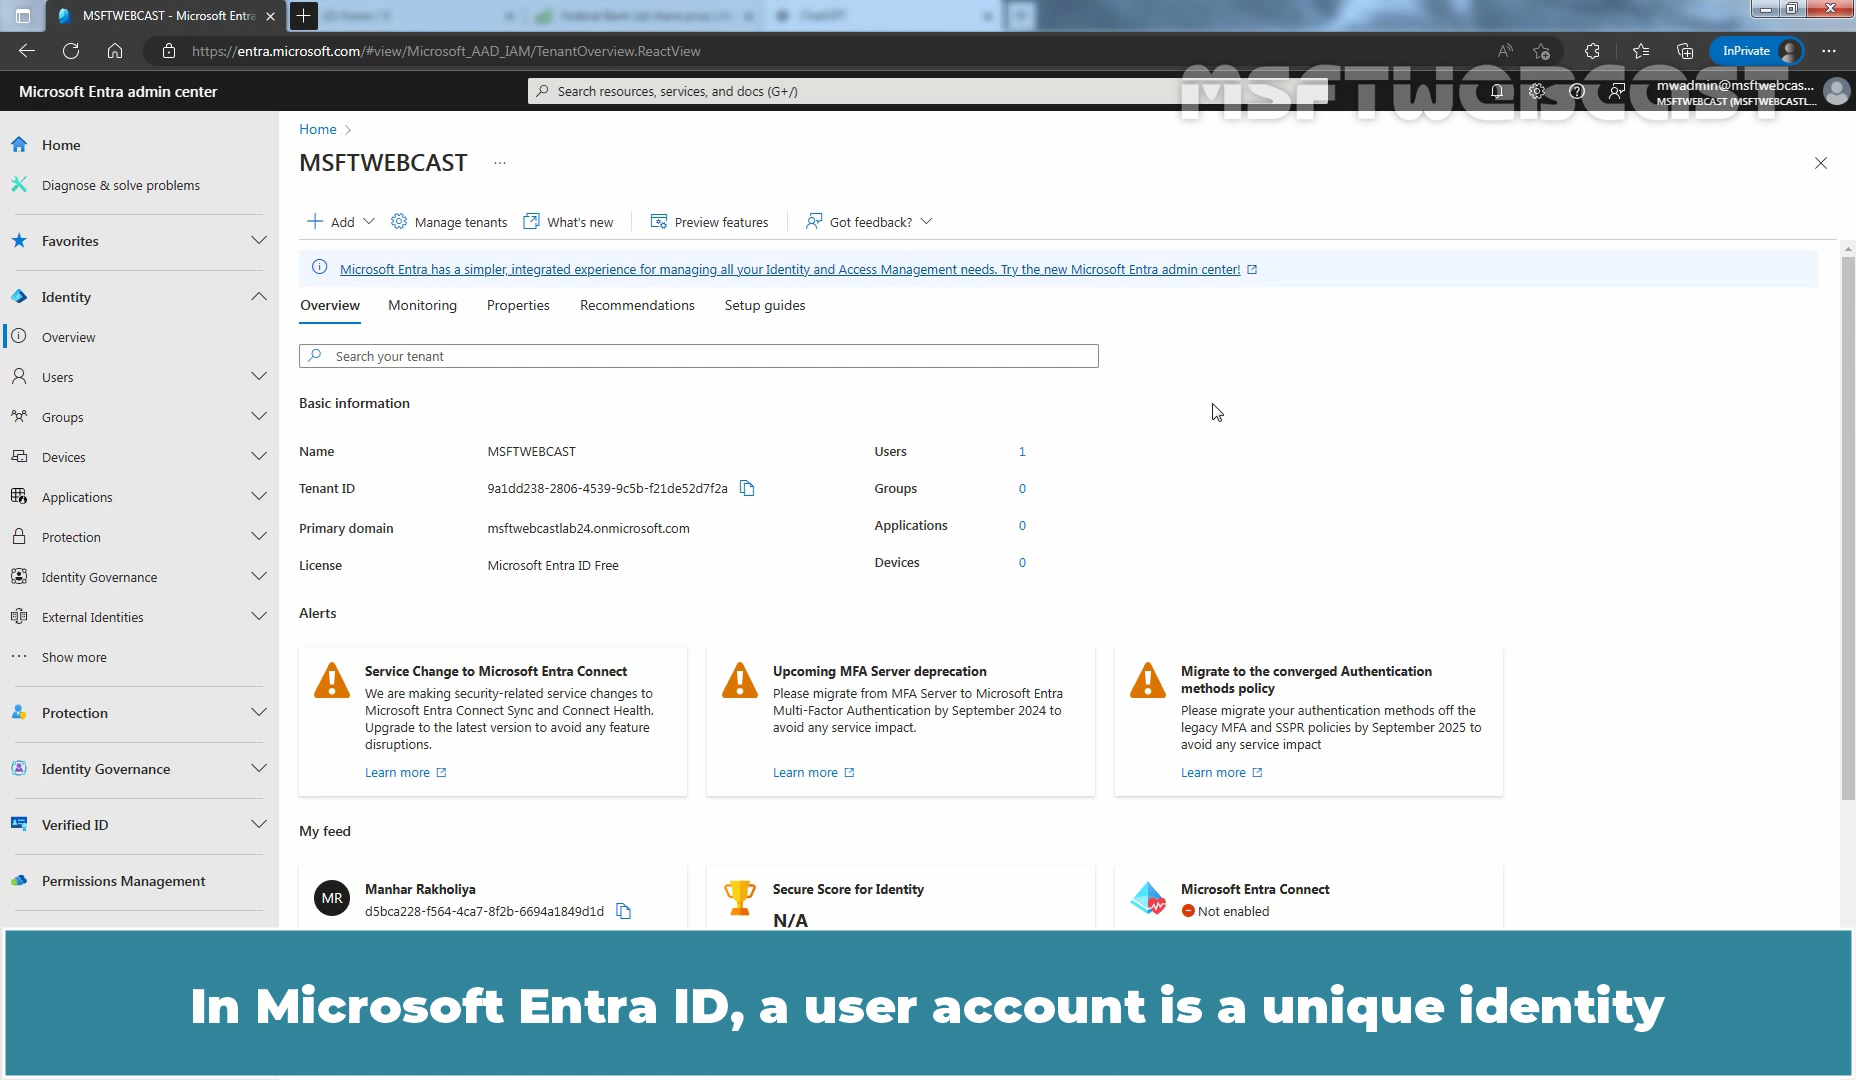 MSFTWEBCAST - Microsoft Entra
https://entra.microsoft.com/#view/Microsoft_AAD_IAM/TenantOverview.ReactView
InPrivate
Microsoft Entra admin center
Search resources, services, and docs (G+/)
MSFTWEBCAST
mwadmin@msftwebcas...
MSFTWEBCAST (MSFTWEBCASTL...
Home
Diagnose & solve problems
Favorites
Identity
Overview
Users
Groups
Devices
Applications
Protection
Identity Governance
External Identities
Show more
Protection
Identity Governance
Verified ID
Permissions Management
Home
MSFTWEBCAST
Add
Manage tenants
What's new
Preview features
Got feedback?
Microsoft Entra has a simpler, integrated experience for managing all your Identity and Access Management needs. Try the new Microsoft Entra admin center!
Overview Monitoring Properties Recommendations Setup guides
Search your tenant
Basic information
Name MSFTWEBCAST Users 1
Tenant ID 9a1dd238-2806-4539-9c5b-f21de52d7f2a Groups 0
Primary domain msftwebcastlab24.onmicrosoft.com Applications 0
License Microsoft Entra ID Free Devices 0
Alerts
Service Change to Microsoft Entra Connect
We are making security-related service changes to
Microsoft Entra Connect Sync and Connect Health.
Upgrade to the latest version to avoid any feature
disruptions.
Learn more
Upcoming MFA Server deprecation
Please migrate from MFA Server to Microsoft Entra
Multi-Factor Authentication by September 2024 to
avoid any service impact.
Learn more
Migrate to the converged Authentication
methods policy
Please migrate your authentication methods off the
legacy MFA and SSPR policies by September 2025 to
avoid any service impact
Learn more
My feed
MR
Manhar Rakholiya
d5bca228-f564-4ca7-8f2b-6694a1849d1d
Secure Score for Identity
N/A
Microsoft Entra Connect
Not enabled
In Microsoft Entra ID, a user account is a unique identity